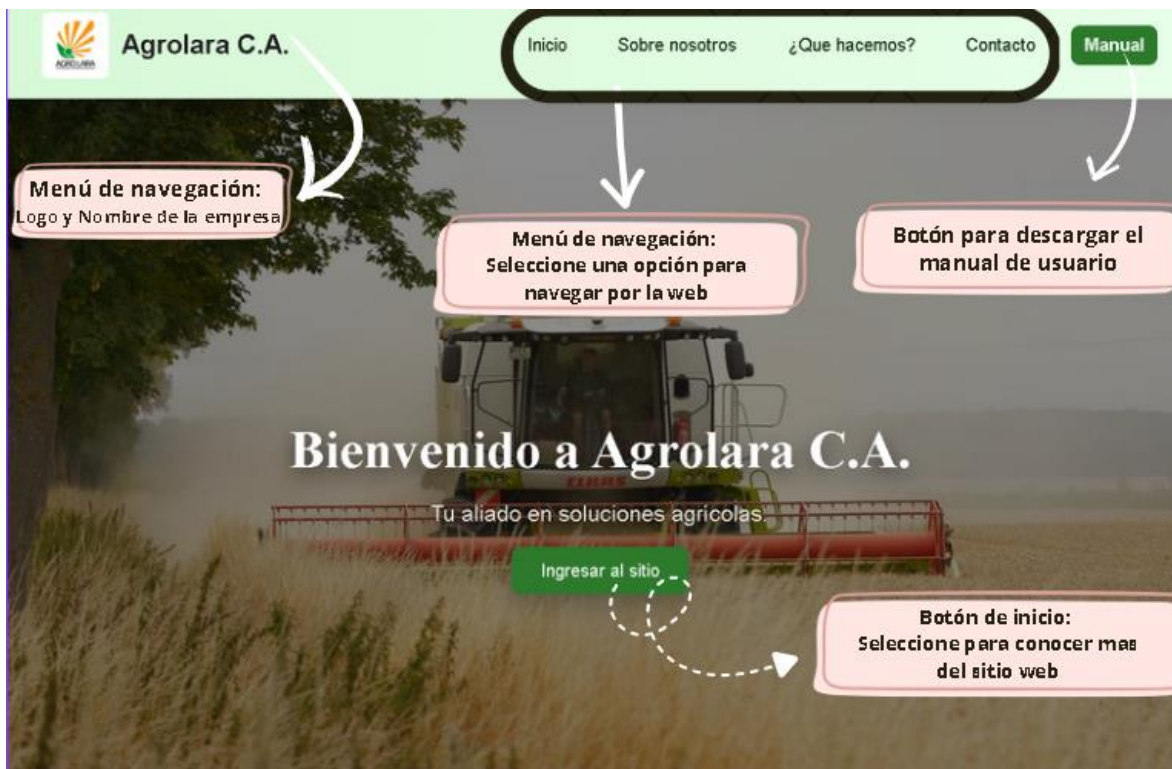 AGROLARA
Agrolara C.A.
Inicio
Sobre nosotros
¿Que hacemos?
Contacto
Manual
Menú de navegación:
Logo y Nombre de la empresa
Menú de navegación:
Seleccione una opción para
navegar por la web
Botón para descargar el
manual de usuario
Bienvenido a Agrolara C.A.
CLAAS
Tu aliado en soluciones agrícolas.
Ingresar al sitio
Botón de inicio:
Seleccione para conocer mas
del sitio web